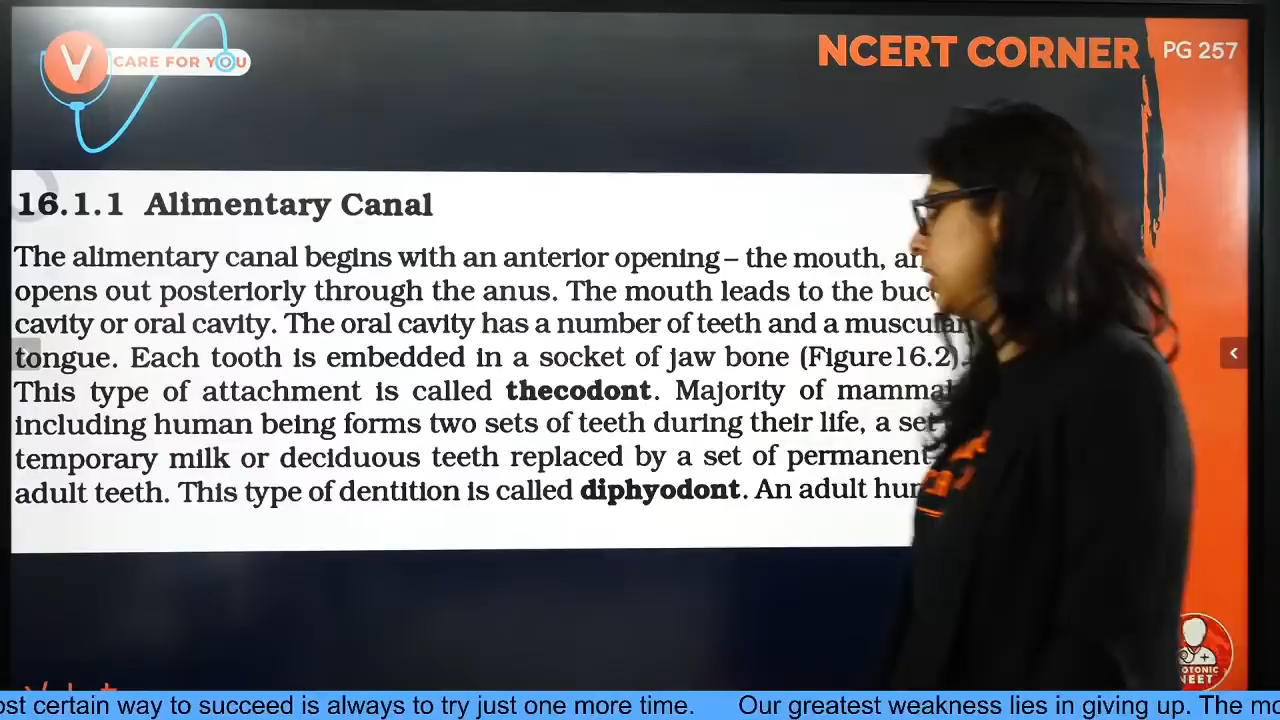 V CARE FOR YOU
NCERT CORNER
PG 257
16.1.1 Alimentary Canal
The alimentary canal begins with an anterior opening – the mouth,
opens out posteriorly through the anus. The mouth leads to the
cavity or oral cavity. The oral cavity has a number of teeth and a muscular
tongue. Each tooth is embedded in a socket of jaw bone (Figure16.2).
This type of attachment is called thecodont. Majority of
including human being forms two sets of teeth during their life, a set
temporary milk or deciduous teeth replaced by a set of permanent
adult teeth. This type of dentition is called diphyodont. An adult
NEET
certain way to succeed is always to try just one more time. Our greatest weakness lies in giving up. The